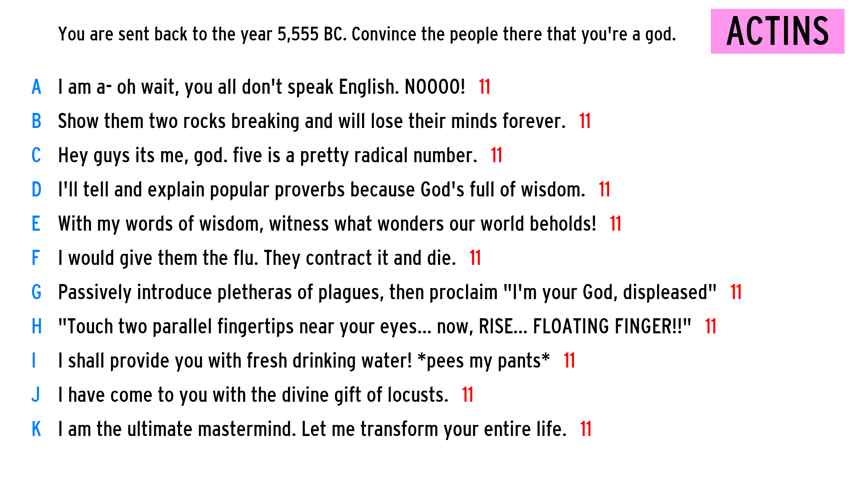 You are sent back to the year 5,555 BC. Convince the people there that you're a god.
ACTINS
A I am a- oh wait, you all don't speak English. NOOOO! 11
B Show them two rocks breaking and will lose their minds forever. 11
C Hey guys its me, god. five is a pretty radical number. 11
D I'll tell and explain popular proverbs because God's full of wisdom. 11
E With my words of wisdom, witness what wonders our world beholds! 11
F I would give them the flu. They contract it and die. 11
G Passively introduce pletheras of plagues, then proclaim "I'm your God, displeased" 11
H "Touch two parallel fingertips near your eyes... now, RISE... FLOATING FINGER!!" 11
I I shall provide you with fresh drinking water! *pees my pants* 11
J I have come to you with the divine gift of locusts. 11
K I am the ultimate mastermind. Let me transform your entire life. 11